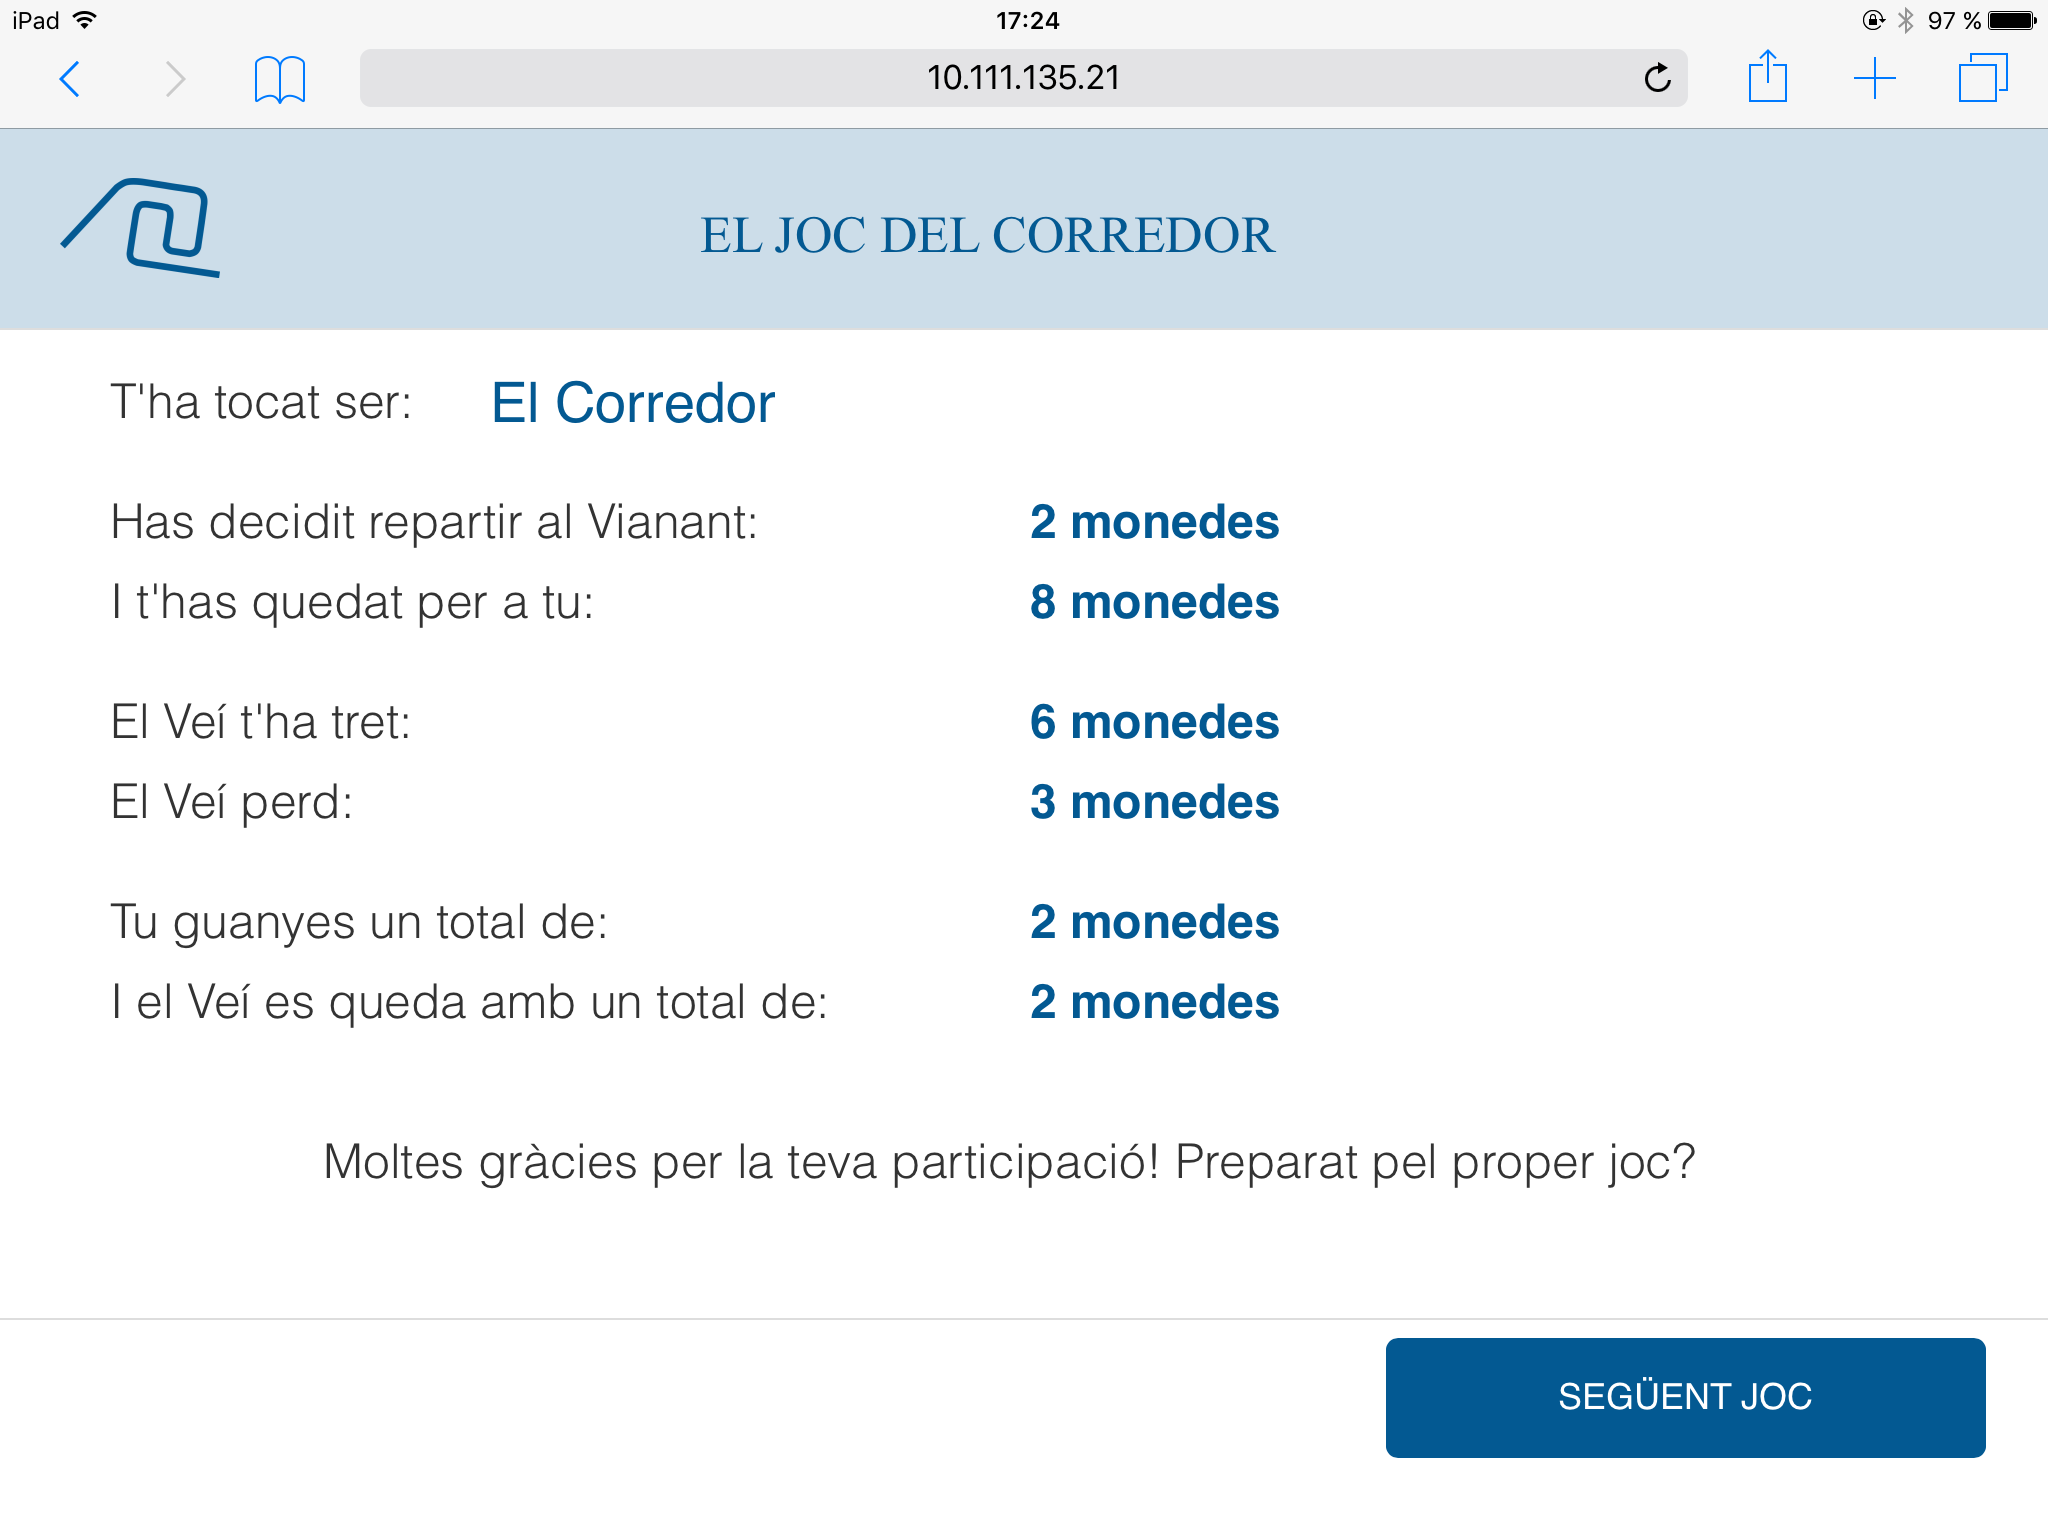 iPad 17:24 97 %
10.111.135.21
EL JOC DEL CORREDOR
T'ha tocat ser: El Corredor
Has decidit repartir al Vianant: 2 monedes
I t'has quedat per a tu: 8 monedes
El Veí t'ha tret: 6 monedes
El Veí perd: 3 monedes
Tu guanyes un total de: 2 monedes
I el Veí es queda amb un total de: 2 monedes
Moltes gràcies per la teva participació! Preparat pel proper joc?
SEGÜENT JOC